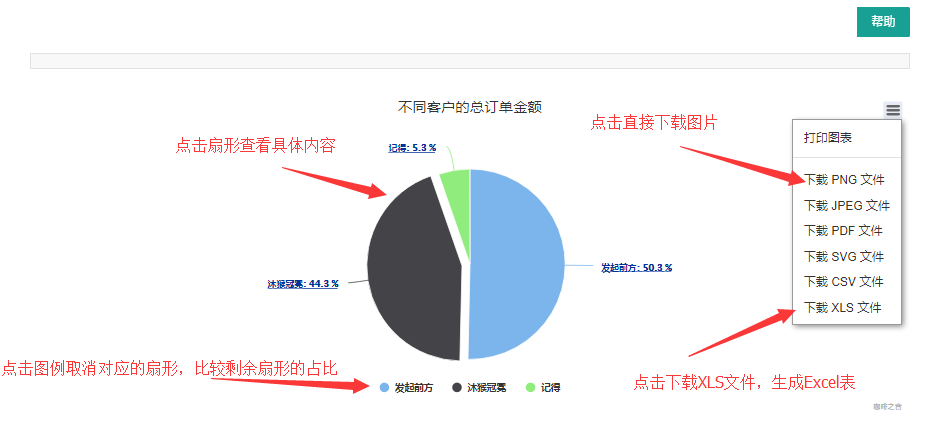 帮助
不同客户的总订单金额
点击直接下载图片
打印图表
点击扇形查看具体内容
记得: 5.3 %
下载 PNG 文件
下载 JPEG 文件
下载 PDF 文件
下载 SVG 文件
下载 CSV 文件
下载 XLS 文件
发起前方: 50.3 %
沐猴冠冕: 44.3 %
点击图例取消对应的扇形，比较剩余扇形的占比
点击下载XLS文件，生成Excel表
发起前方
沐猴冠冕
记得
咖啡之舍